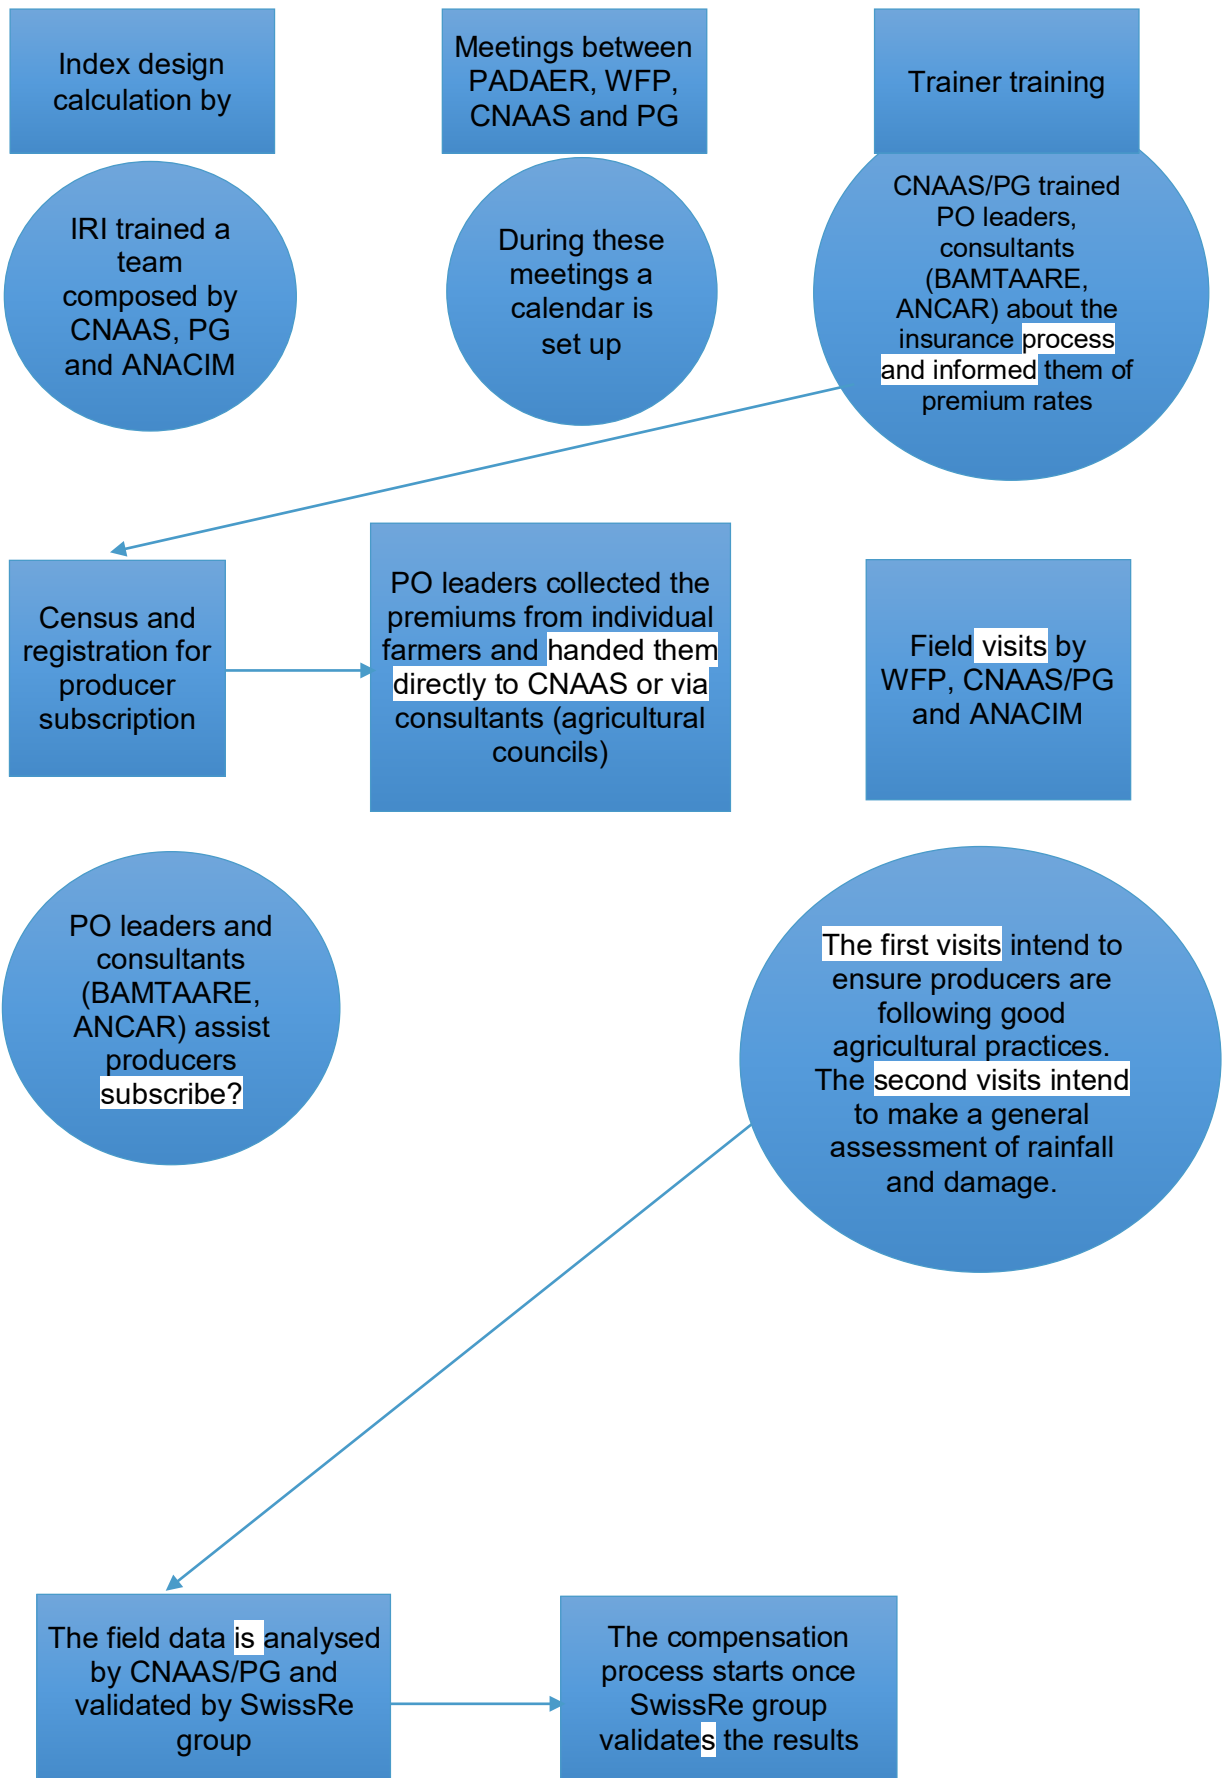 Index design
calculation by
Meetings between
PADAER, WFP,
CNAAS and PG
Trainer training
IRI trained a
team
composed by
CNAAS, PG
and ANACIM
During these
meetings a
calendar is
set up
CNAAS/PG trained
PO leaders,
consultants
(BAMTAARE,
ANCAR) about the
insurance process
and informed them of
premium rates
Census and
registration for
producer
subscription
PO leaders collected the
premiums from individual
farmers and handed them
directly to CNAAS or via
consultants (agricultural
councils)
Field visits by
WFP, CNAAS/PG
and ANACIM
PO leaders and
consultants
(BAMTAARE,
ANCAR) assist
producers
subscribe?
The first visits intend to
ensure producers are
following good
agricultural practices.
The second visits intend
to make a general
assessment of rainfall
and damage.
The field data is analysed
by CNAAS/PG and
validated by SwissRe
group
The compensation
process starts once
SwissRe group
validates the results